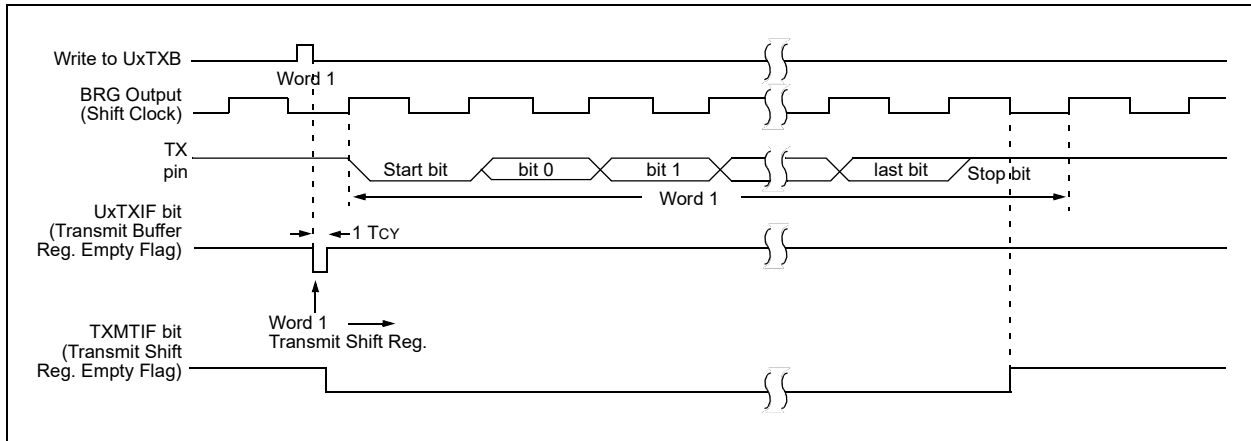 Write to UxTXB
Word 1
BRG Output
(Shift Clock)
TX
pin
Start bit
bit 0
bit 1
last bit
Stop bit
Word 1
UxTXIF bit
(Transmit Buffer
Reg. Empty Flag)
1 TCY
Word 1
Transmit Shift Reg.
TXMTIF bit
(Transmit Shift
Reg. Empty Flag)